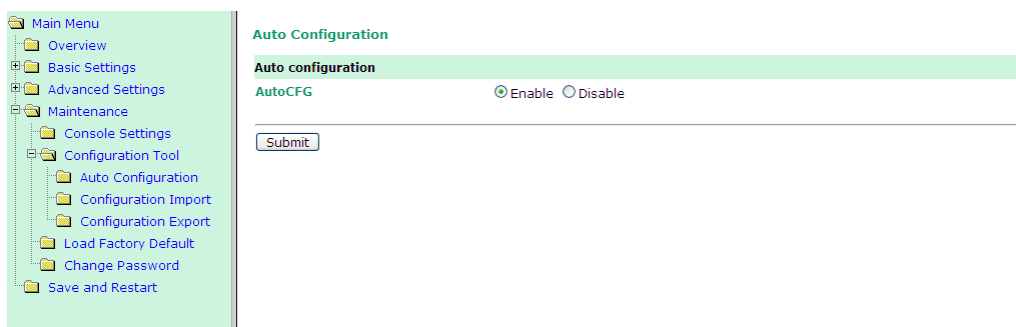 Main Menu
Overview
Basic Settings
Advanced Settings
Maintenance
Console Settings
Configuration Tool
Auto Configuration
Configuration Import
Configuration Export
Load Factory Default
Change Password
Save and Restart
Auto Configuration
Auto configuration
AutoCFG Enable Disable
Submit